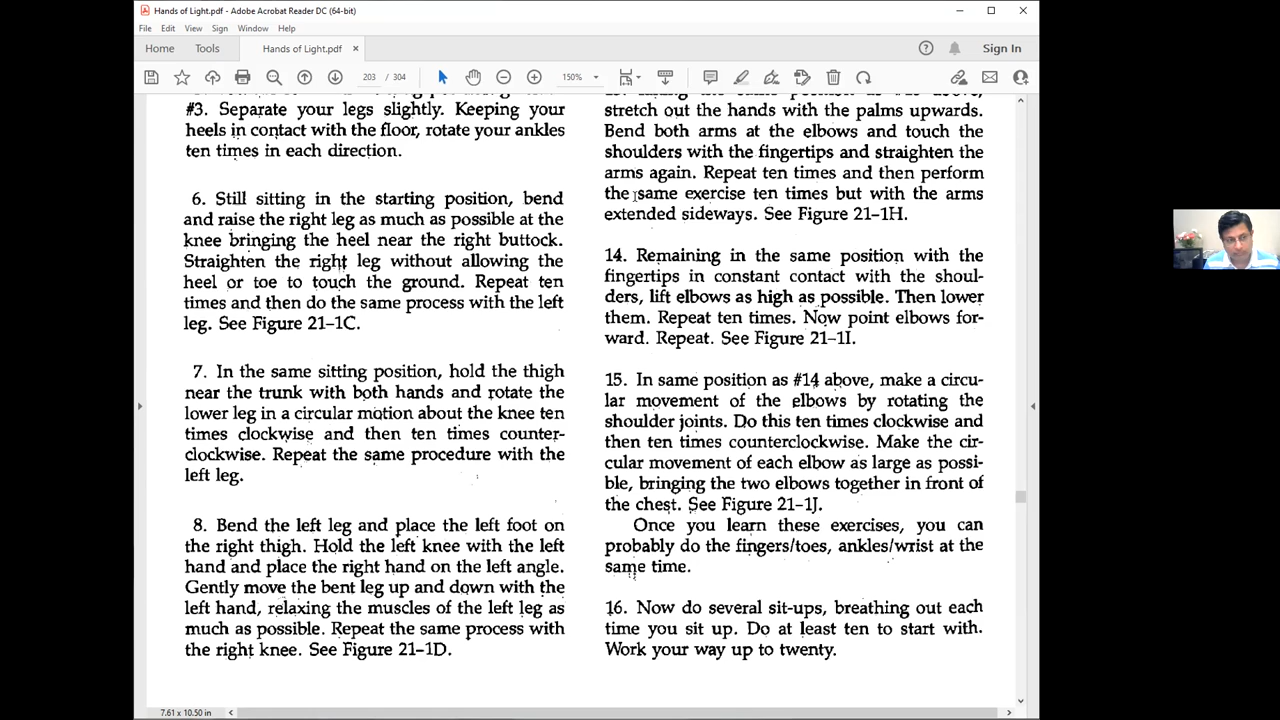 Hands of Light.pdf - Adobe Acrobat Reader DC (64-bit)
File Edit View Sign Window Help
Home Tools Hands of Light.pdf × Sign In
203 / 304 150%
#3. Separate your legs slightly. Keeping your
heels in contact with the floor, rotate your ankles
ten times in each direction.
6. Still sitting in the starting position, bend
and raise the right leg as much as possible at the
knee bringing the heel near the right buttock.
Straighten the right leg without allowing the
heel or toe to touch the ground. Repeat ten
times and then do the same process with the left
leg. See Figure 21–1C.
7. In the same sitting position, hold the thigh
near the trunk with both hands and rotate the
lower leg in a circular motion about the knee ten
times clockwise and then ten times counter-
clockwise. Repeat the same procedure with the
left leg.
8. Bend the left leg and place the left foot on
the right thigh. Hold the left knee with the left
hand and place the right hand on the left angle.
Gently move the bent leg up and down with the
left hand, relaxing the muscles of the left leg as
much as possible. Repeat the same process with
the right knee. See Figure 21–1D.
stretch out the hands with the palms upwards.
Bend both arms at the elbows and touch the
shoulders with the fingertips and straighten the
arms again. Repeat ten times and then perform
the same exercise ten times but with the arms
extended sideways. See Figure 21–1H.
14. Remaining in the same position with the
fingertips in constant contact with the shoul-
ders, lift elbows as high as possible. Then lower
them. Repeat ten times. Now point elbows for-
ward. Repeat. See Figure 21–1I.
15. In same position as #14 above, make a circu-
lar movement of the elbows by rotating the
shoulder joints. Do this ten times clockwise and
then ten times counterclockwise. Make the cir-
cular movement of each elbow as large as possi-
ble, bringing the two elbows together in front of
the chest. See Figure 21–1J.
Once you learn these exercises, you can
probably do the fingers/toes, ankles/wrist at the
same time.
16. Now do several sit-ups, breathing out each
time you sit up. Do at least ten to start with.
Work your way up to twenty.
7.61 x 10.50 in